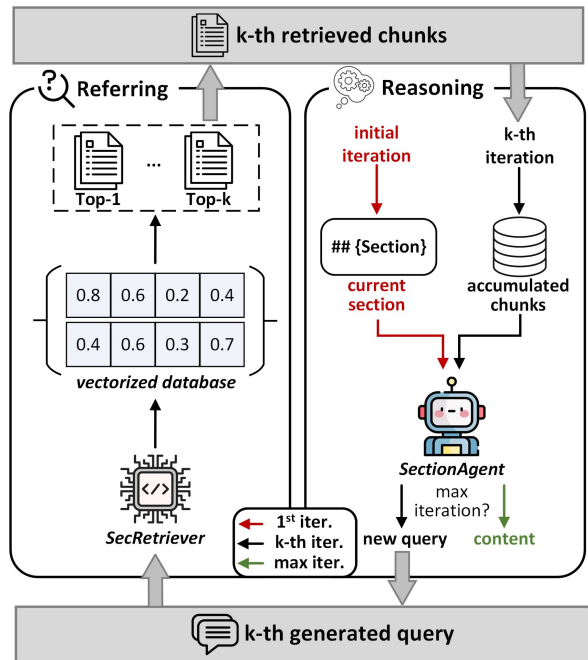 k-th retrieved chunks
Referring
Top-1
...
Top-k
0.8 0.6 0.2 0.4
0.4 0.6 0.3 0.7
vectorized database
</>
SecRetriever
Reasoning
initial
iteration
k-th
iteration
## {Section}
current
section
accumulated
chunks
SectionAgent
max
iteration?
new query
content
1st iter.
k-th iter.
max iter.
k-th generated query